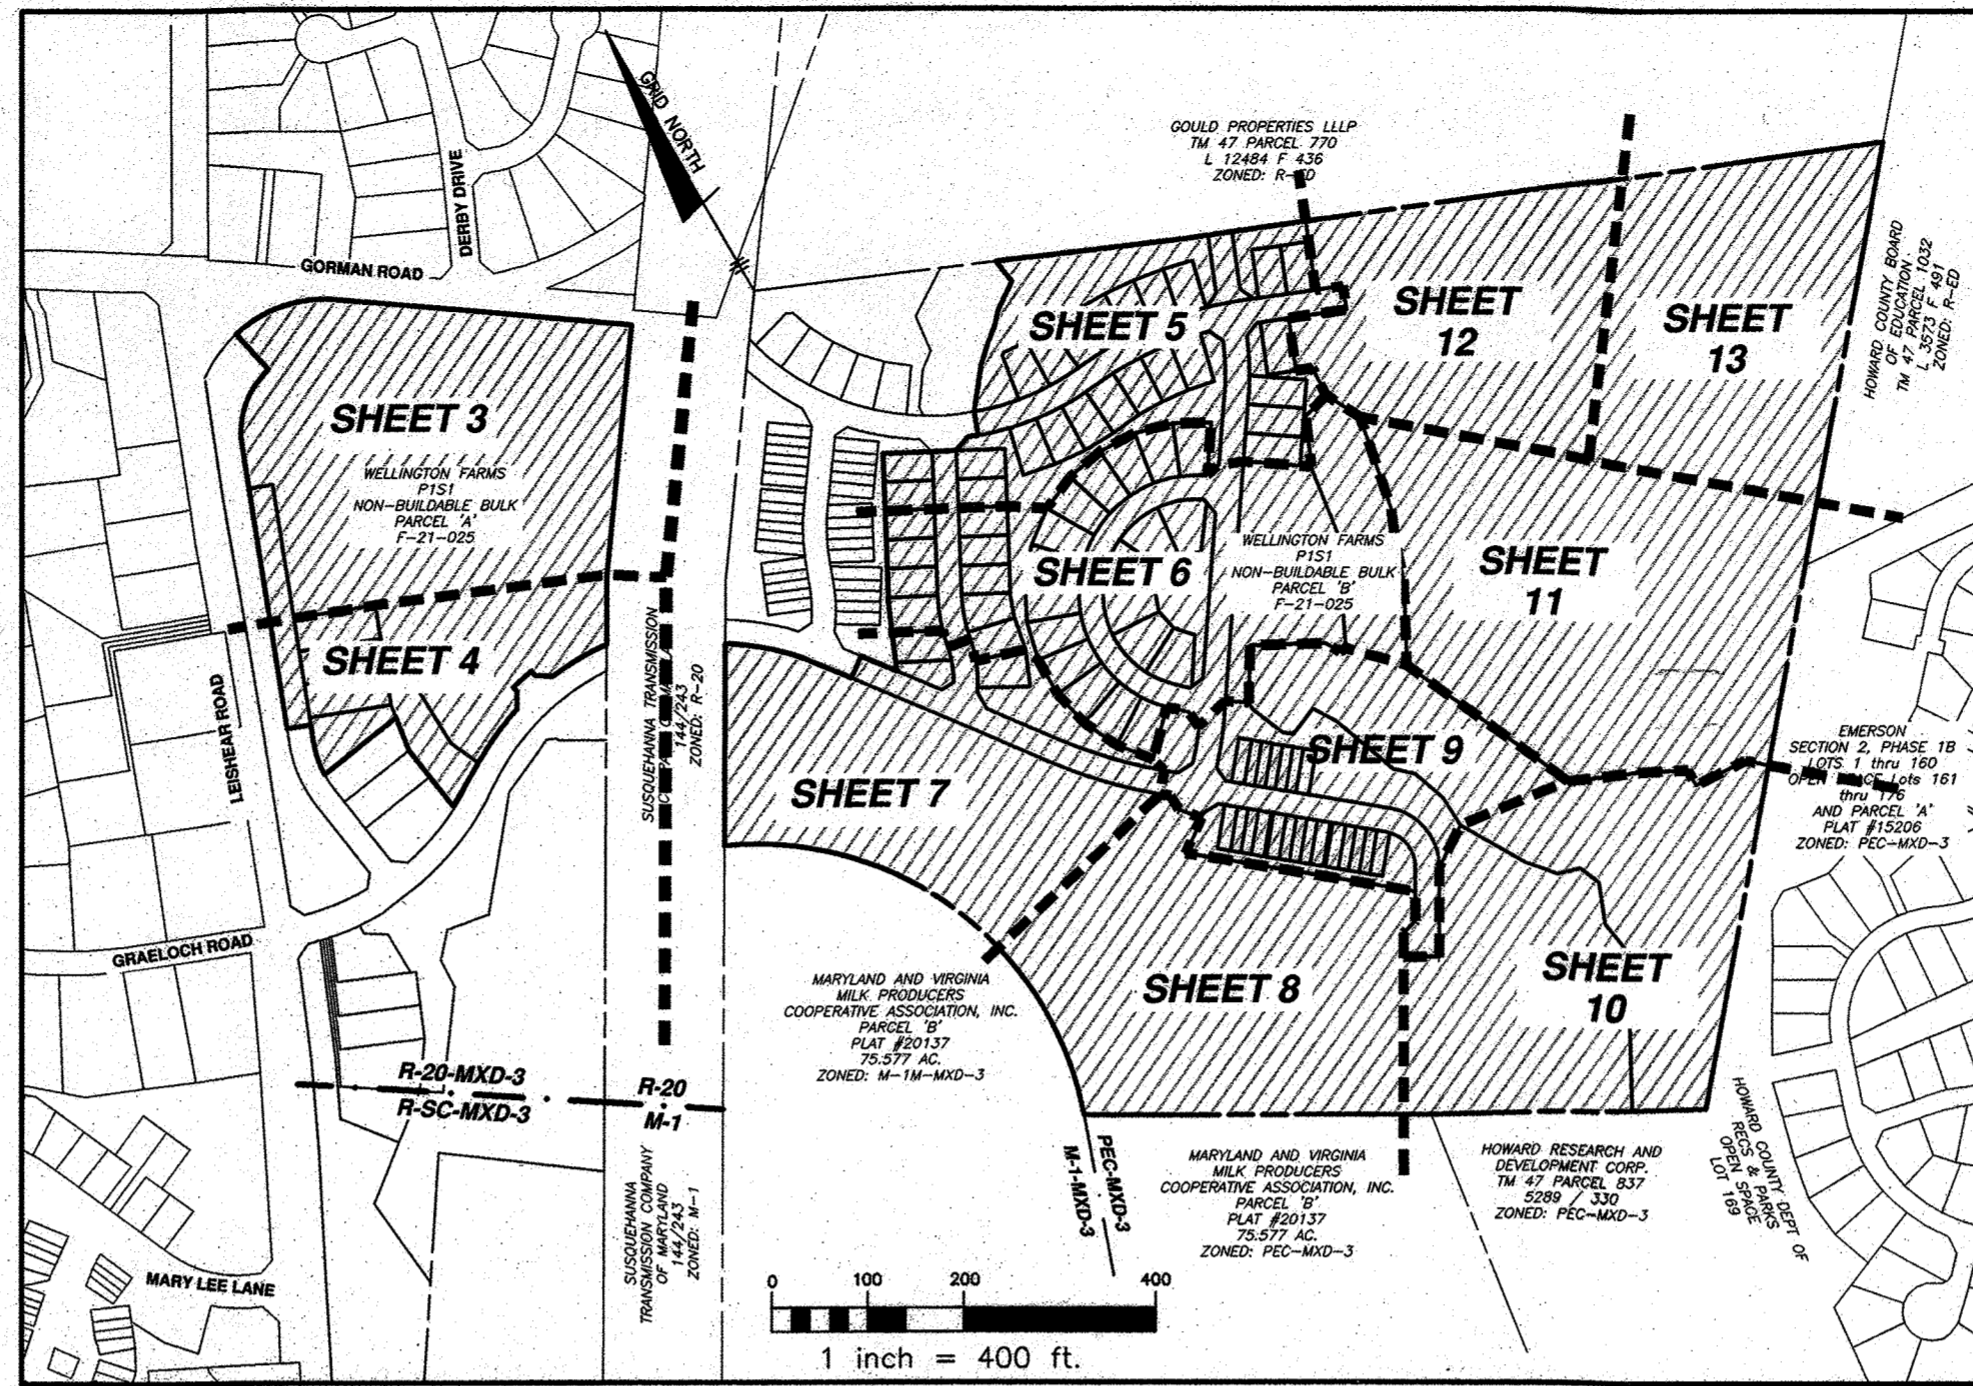 GRID NORTH
GOULD PROPERTIES LLLP
TM 47 PARCEL 770
L 12484 F 436
ZONED: R-ED
DERBY DRIVE
GORMAN ROAD
HOWARD COUNTY BOARD
OF EDUCATION
TM 47 PARCEL 1032
L 3573 F 491
ZONED: R-ED
SHEET 5
SHEET
12
SHEET
13
SHEET 3
WELLINGTON FARMS
P1S1
NON-BUILDABLE BULK
PARCEL 'A'
F-21-025
SHEET 6
WELLINGTON FARMS
P1S1
NON-BUILDABLE BULK
PARCEL 'B'
F-21-025
SHEET
11
SHEET 4
LEISHEAR ROAD
SUSQUEHANNA TRANSMISSION
144/243
ZONED: R-20
SHEET 7
SHEET 9
EMERSON
SECTION 2, PHASE 1B
LOTS 1 thru 160
OPEN Lots 161
thru 176
AND PARCEL 'A'
PLAT #15206
ZONED: PEC-MXD-3
GRAELOCH ROAD
SHEET 8
SHEET
10
MARYLAND AND VIRGINIA
MILK PRODUCERS
COOPERATIVE ASSOCIATION, INC.
PARCEL 'B'
PLAT #20137
75.577 AC.
ZONED: M-1M-MXD-3
R-20-MXD-3
R-SC-MXD-3
R-20
M-1
SUSQUEHANNA
TRANSMISSION COMPANY
OF MARYLAND
144/243
ZONED: M-1
PEC-MXD-3
M-1-MXD-3
MARYLAND AND VIRGINIA
MILK PRODUCERS
COOPERATIVE ASSOCIATION, INC.
PARCEL 'B'
PLAT #20137
75.577 AC.
ZONED: PEC-MXD-3
HOWARD RESEARCH AND
DEVELOPMENT CORP.
TM 47 PARCEL 837
5289 / 330
ZONED: PEC-MXD-3
HOWARD COUNTY DEPT OF
RECS & PARKS
OPEN SPACE
LOT 169
MARY LEE LANE
0 100 200 400
1 inch = 400 ft.